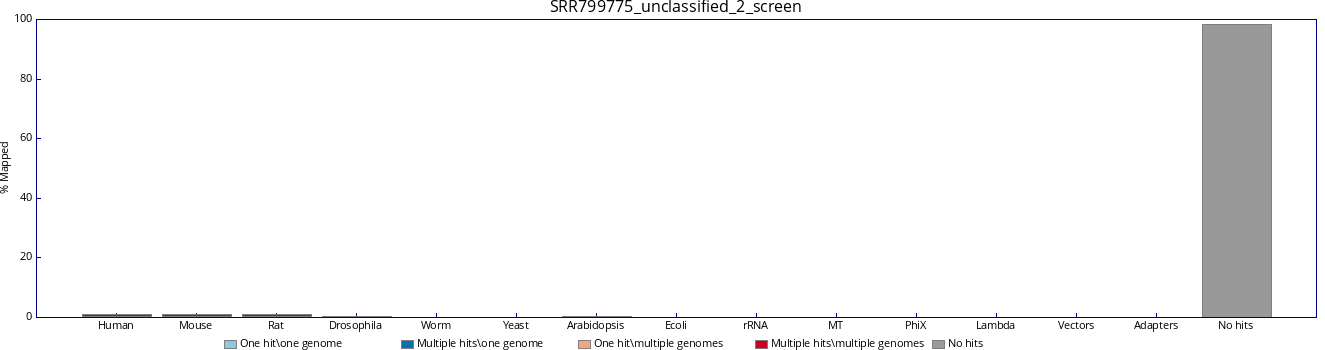 SRR799775_unclassified_2_screen
% Mapped
100
80
60
40
20
0
Human Mouse Rat Drosophila Worm Yeast Arabidopsis Ecoli rRNA MT PhiX Lambda Vectors Adapters No hits
One hit\one genome Multiple hits\one genome One hit\multiple genomes Multiple hits\multiple genomes No hits